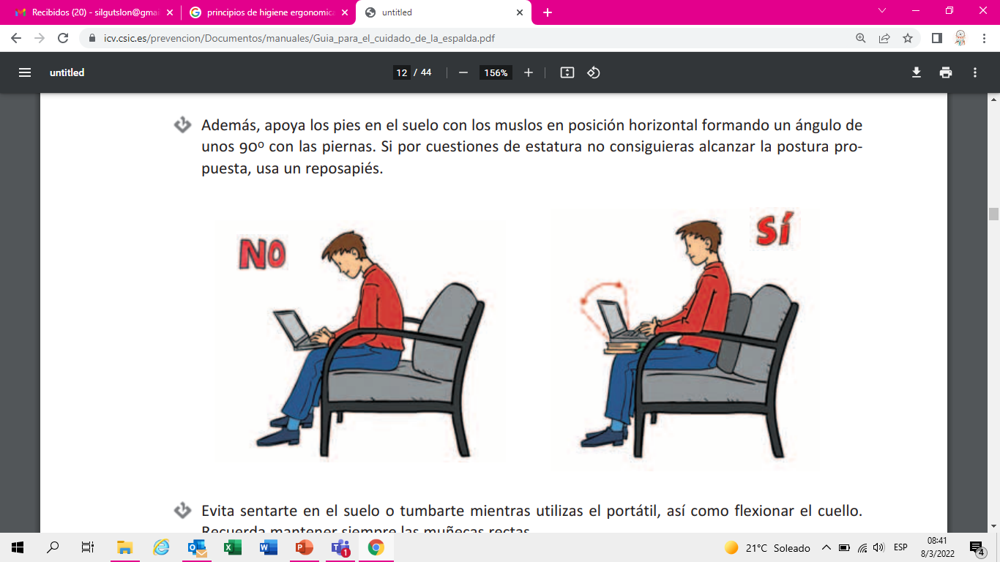 Recibidos (20) - silgutslon@gmai
principios de higiene ergonomica
untitled
icv.csic.es/prevencion/Documentos/manuales/Guia_para_el_cuidado_de_la_espalda.pdf
untitled
12 / 44
156%
Además, apoya los pies en el suelo con los muslos en posición horizontal formando un ángulo de
unos 90º con las piernas. Si por cuestiones de estatura no consiguieras alcanzar la postura pro-
puesta, usa un reposapiés.
NO
SÍ
Evita sentarte en el suelo o tumbarte mientras utilizas el portátil, así como flexionar el cuello.
Recuerda mantener siempre las muñecas rectas.
21°C Soleado
ESP
08:41
8/3/2022
1
4